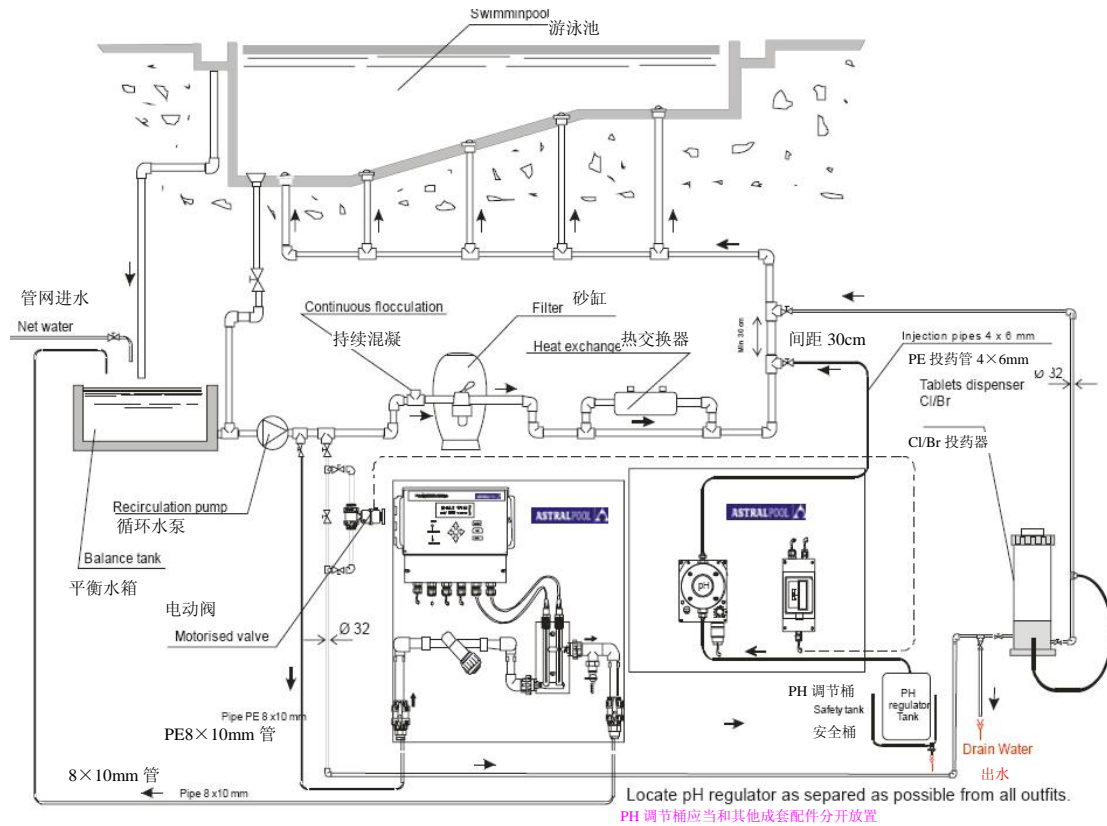 Swimminpool
游泳池
管网进水
Net water
Continuous flocculation
持续混凝
Filter
砂缸
Heat exchange
热交换器
Min 30cm
间距 30cm
Injection pipes 4 x 6 mm
PE 投药管 4×6mm
Ø 32
Tablets dispenser
Cl/Br
Cl/Br 投药器
Recirculation pump
循环水泵
Balance tank
平衡水箱
电动阀
Motorised valve
Ø 32
ASTRALPOOL
ASTRALPOOL
pH
Pipe PE 8 x10 mm
PE8×10mm 管
8×10mm 管
Pipe 8 x10 mm
PH 调节桶
Safety tank
安全桶
PH
regulator
Tank
Drain Water
出水
Locate pH regulator as separed as possible from all outfits.
PH 调节桶应当和其他成套配件分开放置